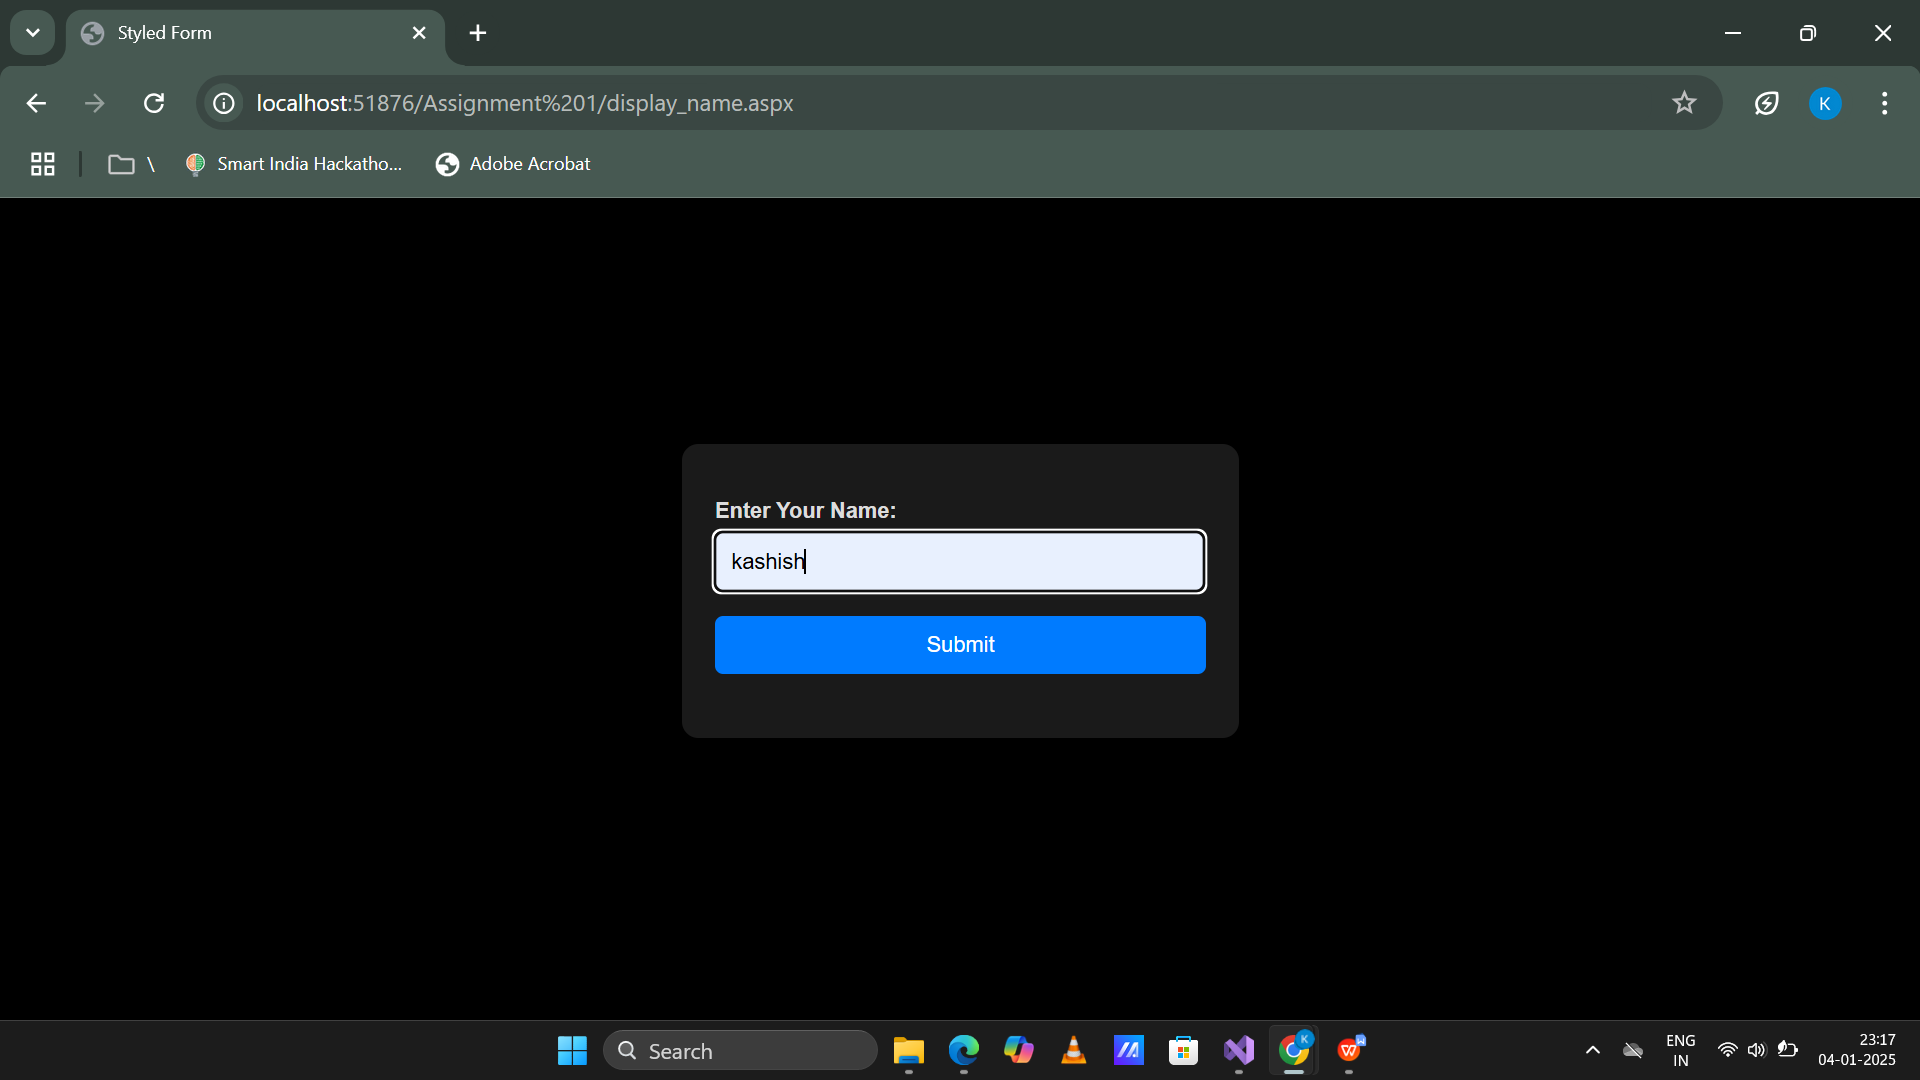 Styled Form
localhost:51876/Assignment%201/display_name.aspx
K
\
Smart India Hackatho...
Adobe Acrobat
Enter Your Name:
kashish
Submit
Search
K
W
W
ENG
IN
23:17
04-01-2025